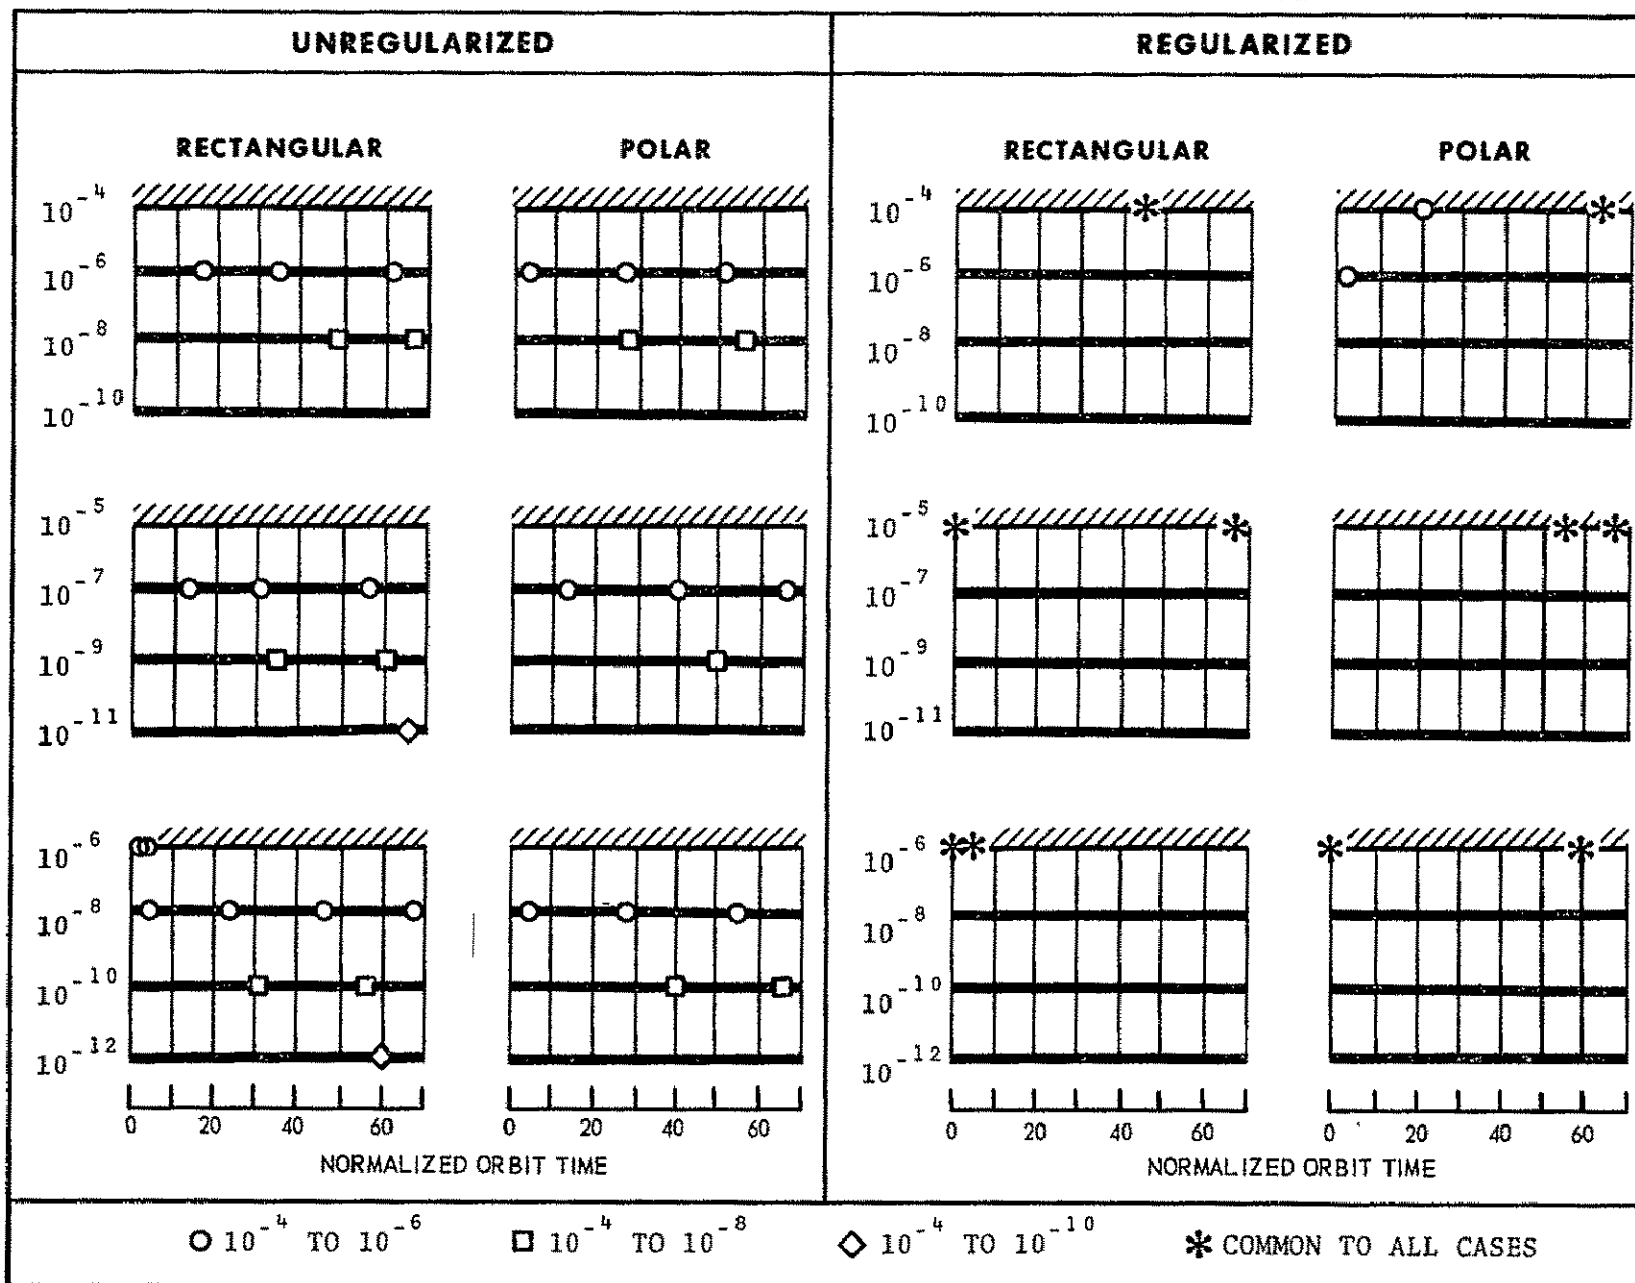 UNREGULARIZED REGULARIZED
RECTANGULAR POLAR RECTANGULAR POLAR
10⁻⁴ 10⁻⁴
10⁻⁶ 10⁻⁶
10⁻⁸ 10⁻⁸
10⁻¹⁰ 10⁻¹⁰
10⁻⁵ 10⁻⁵
10⁻⁷ 10⁻⁷
10⁻⁹ 10⁻⁹
10⁻¹¹ 10⁻¹¹
10⁻⁶ 10⁻⁶
10⁻⁸ 10⁻⁸
10⁻¹⁰ 10⁻¹⁰
10⁻¹² 10⁻¹²
0 20 40 60 0 20 40 60 0 20 40 60 0 20 40 60
NORMALIZED ORBIT TIME NORMALIZED ORBIT TIME
10⁻⁴ TO 10⁻⁶ 10⁻⁴ TO 10⁻⁸ 10⁻⁴ TO 10⁻¹⁰ COMMON TO ALL CASES